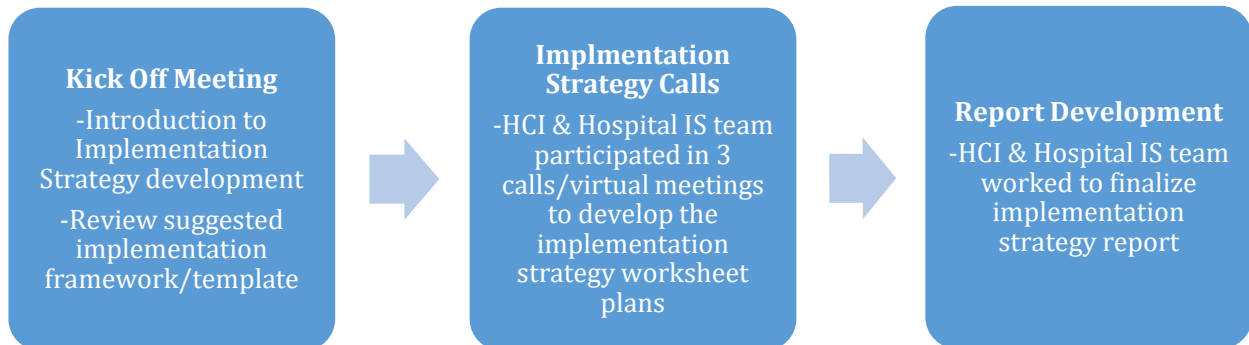 Kick Off Meeting
-Introduction to
Implementation
Strategy development
-Review suggested
implementation
framework/template
Implmentation
Strategy Calls
-HCI & Hospital IS team
participated in 3
calls/virtual meetings
to develop the
implementation
strategy worksheet
plans
Report Development
-HCI & Hospital IS team
worked to finalize
implementation
strategy report